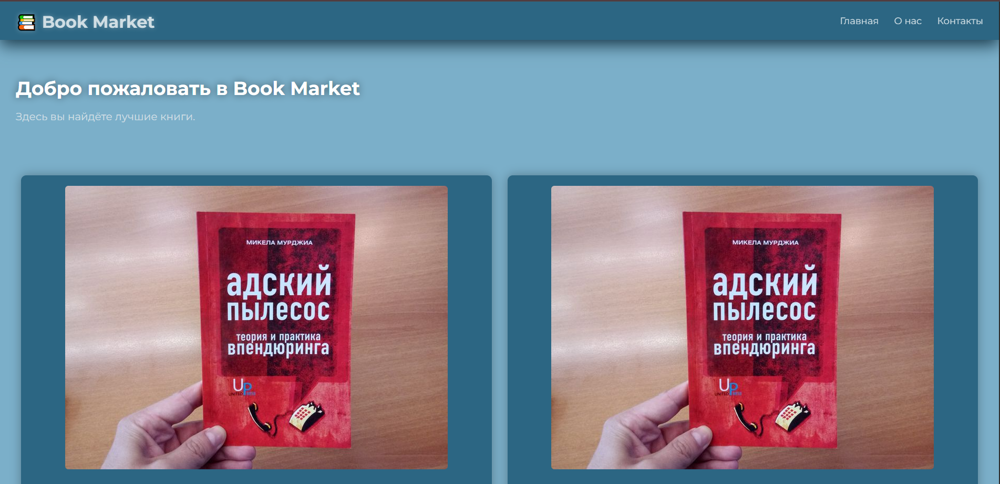 Book Market
Главная О нас Контакты
Добро пожаловать в Book Market
Здесь вы найдёте лучшие книги.
МИКЕЛА МУРДЖИА
адский
пылесос
теория и практика
впендюринга
UP
UNITED PRESS
МИКЕЛА МУРДЖИА
адский
пылесос
теория и практика
впендюринга
UP
UNITED PRESS